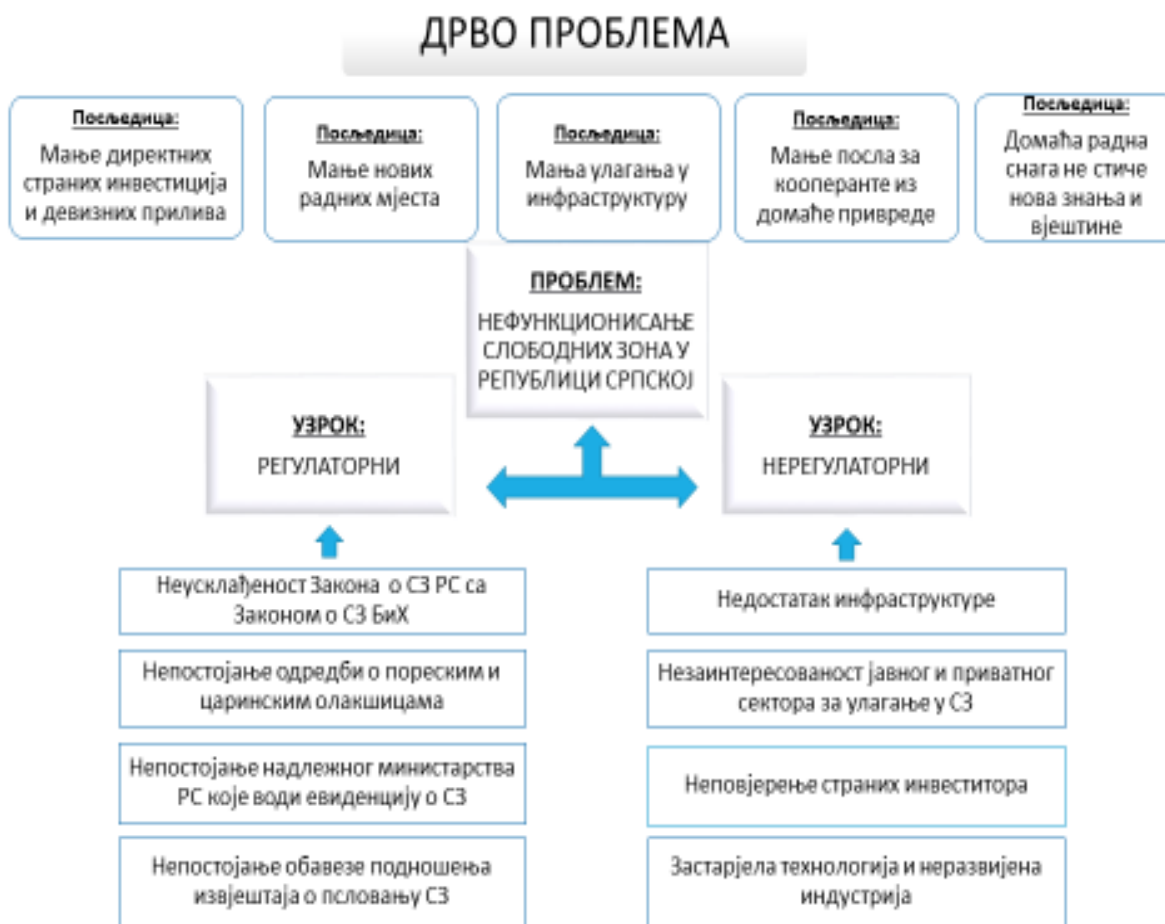 ДРВО ПРОБЛЕМА
Посљедица:
Мање директних
страних инвестиција
и девизних прилива
Посљедица:
Мање нових
радних мјеста
Посљедица:
Мања улагања у
инфраструктуру
Посљедица:
Мање посла за
кооперанте из
домаће привреде
Посљедица:
Домаћа радна
снага не стиче
нова знања и
вјештине
ПРОБЛЕМ:
НЕФУНКЦИОНИСАЊЕ
СЛОБОДНИХ ЗОНА У
РЕПУБЛИЦИ СРПСКОЈ
УЗРОК:
РЕГУЛАТОРНИ
УЗРОК:
НЕРЕГУЛАТОРНИ
Неусклађеност Закона о СЗ РС са
Законом о СЗ БиХ
Непостојање одредби о пореским и
царинским олакшицама
Непостојање надлежног министарства
РС које води евиденцију о СЗ
Непостојање обавезе подношења
извјештаја о псловању СЗ
Недостатак инфраструктуре
Незаинтересованост јавног и приватног
сектора за улагање у СЗ
Неповјерење страних инвеститора
Застарјела технологија и неразвијена
индустрија